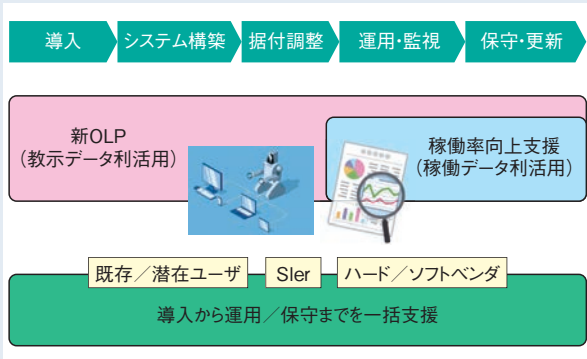 導入
システム構築
据付調整
運用・監視
保守・更新
新OLP
（教示データ利活用）
稼働率向上支援
（稼働データ利活用）
既存／潜在ユーザ
SIer
ハード／ソフトベンダ
導入から運用／保守までを一括支援